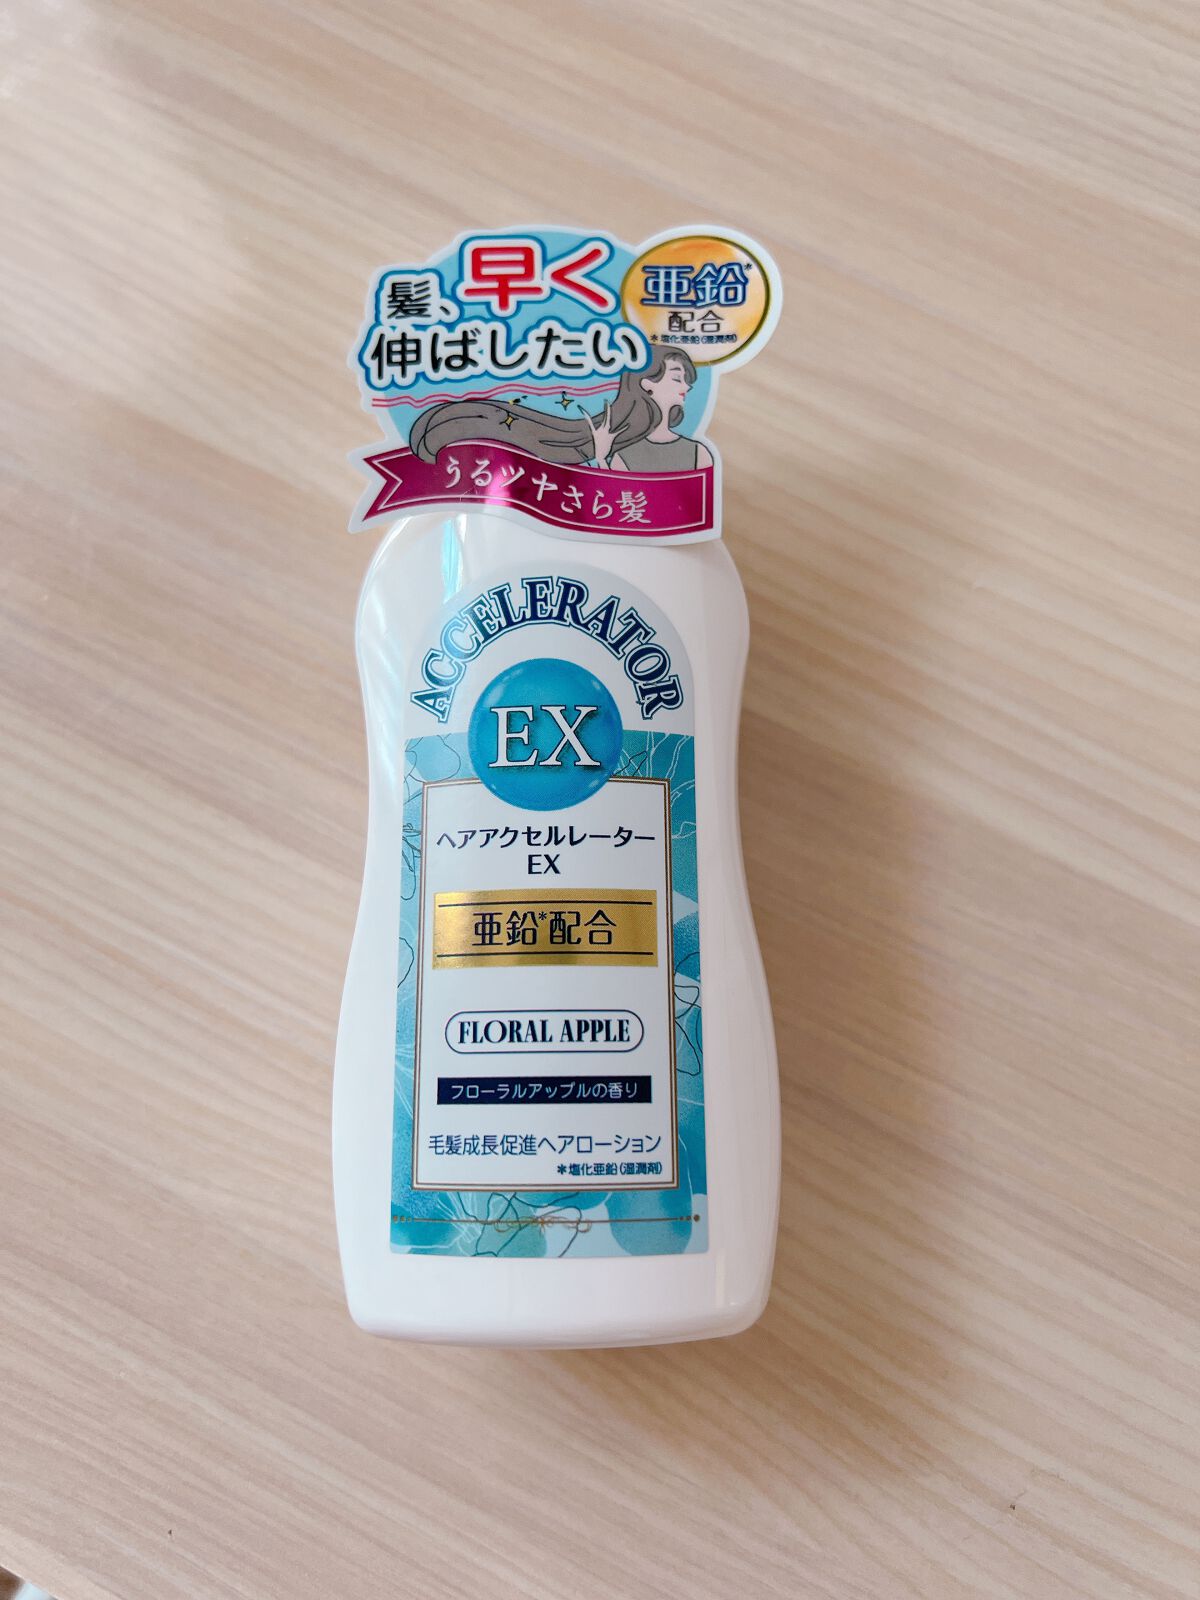 髪、早く
伸ばしたい
亜鉛*
配合
*塩化亜鉛(湿潤剤)
うるツヤさら髪
ACCELERATOR
EX
ヘアアクセルレーター
EX
亜鉛*配合
FLORAL APPLE
フローラルアップルの香り
毛髪成長促進ヘアローション
*塩化亜鉛(湿潤剤)